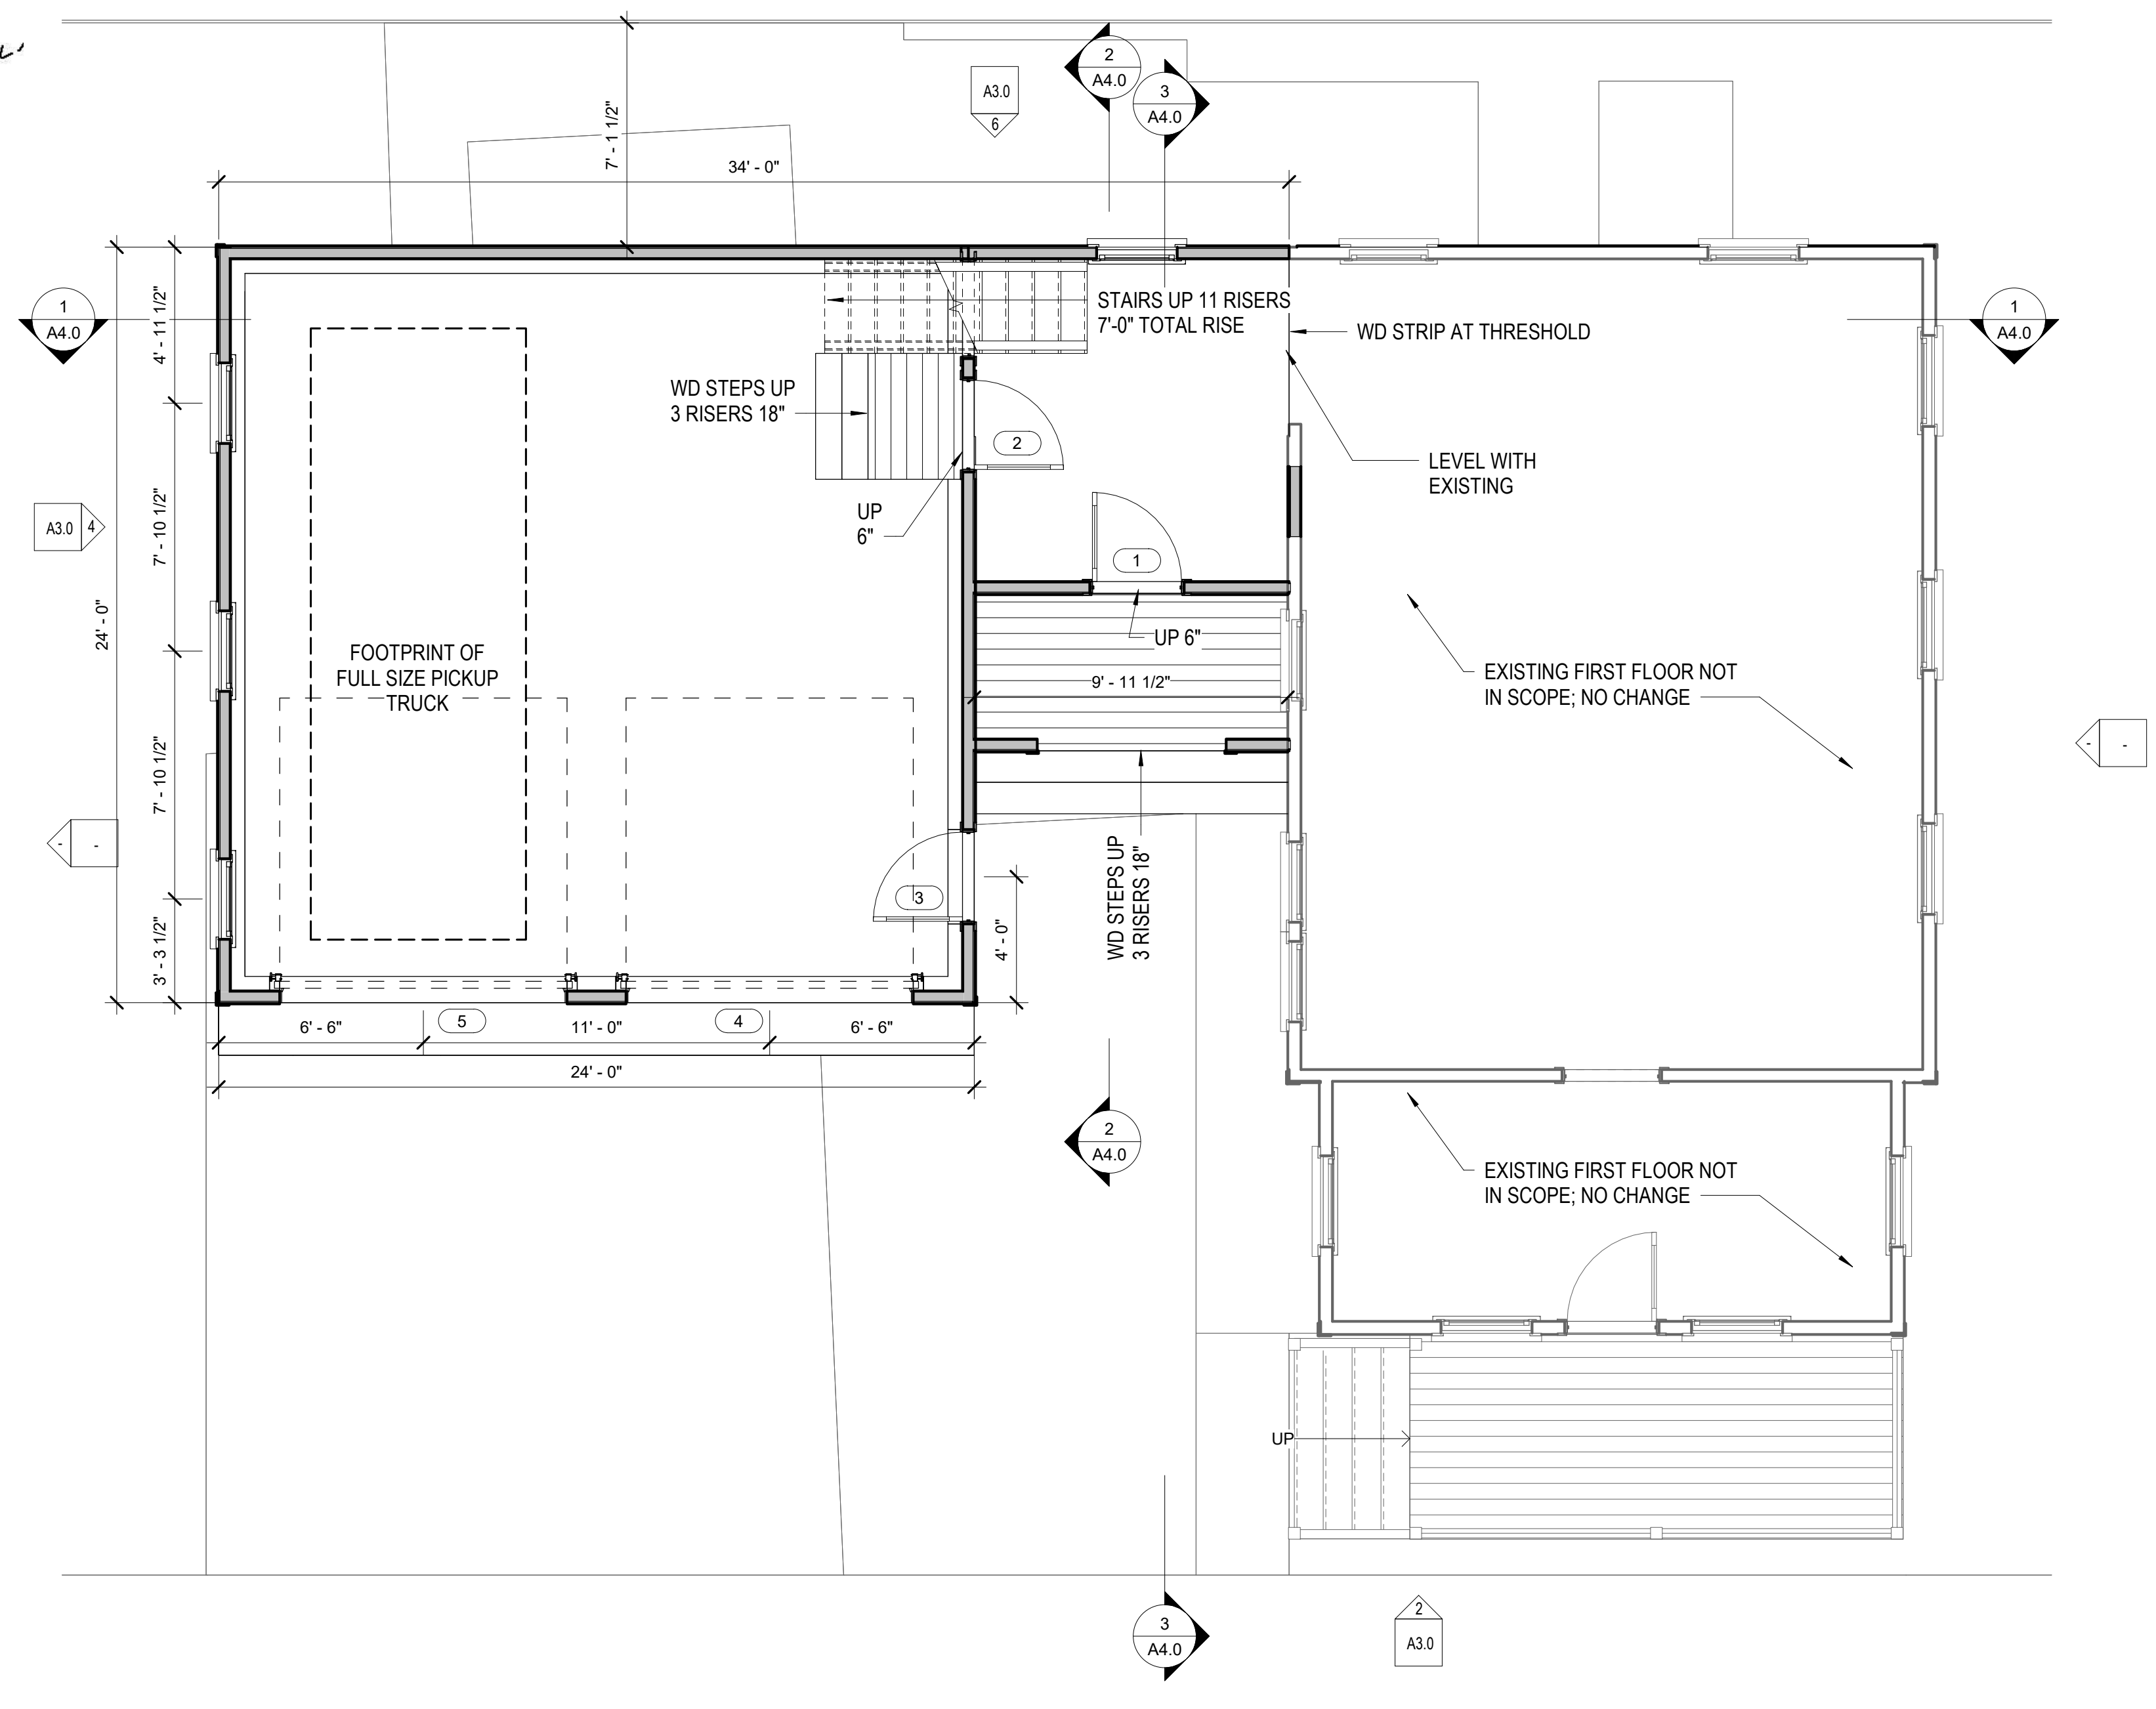 2
A4.0
3
A4.0
A3.0
6
7' - 1 1/2"
34' - 0"
1
A4.0
4' - 11 1/2"
STAIRS UP 11 RISERS
7'-0" TOTAL RISE
WD STRIP AT THRESHOLD
1
A4.0
WD STEPS UP
3 RISERS 18"
2
LEVEL WITH
EXISTING
A3.0
4
7' - 10 1/2"
UP
6"
1
24' - 0"
FOOTPRINT OF
FULL SIZE PICKUP
TRUCK
UP 6"
9' - 11 1/2"
EXISTING FIRST FLOOR NOT
IN SCOPE; NO CHANGE
-
-
7' - 10 1/2"
-
-
3
WD STEPS UP
3 RISERS 18"
4' - 0"
3' - 3 1/2"
6' - 6"
5
11' - 0"
4
6' - 6"
24' - 0"
2
A4.0
EXISTING FIRST FLOOR NOT
IN SCOPE; NO CHANGE
UP
3
A4.0
2
A3.0